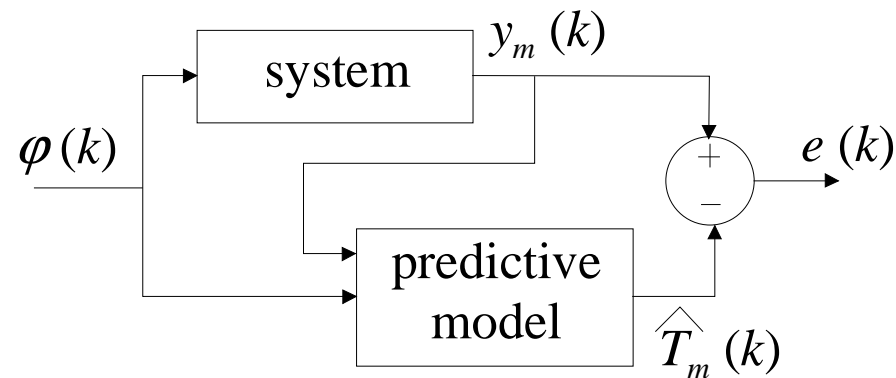 y_m (k)
system
φ (k)
e (k)
+
−
predictive
model
T̂_m (k)